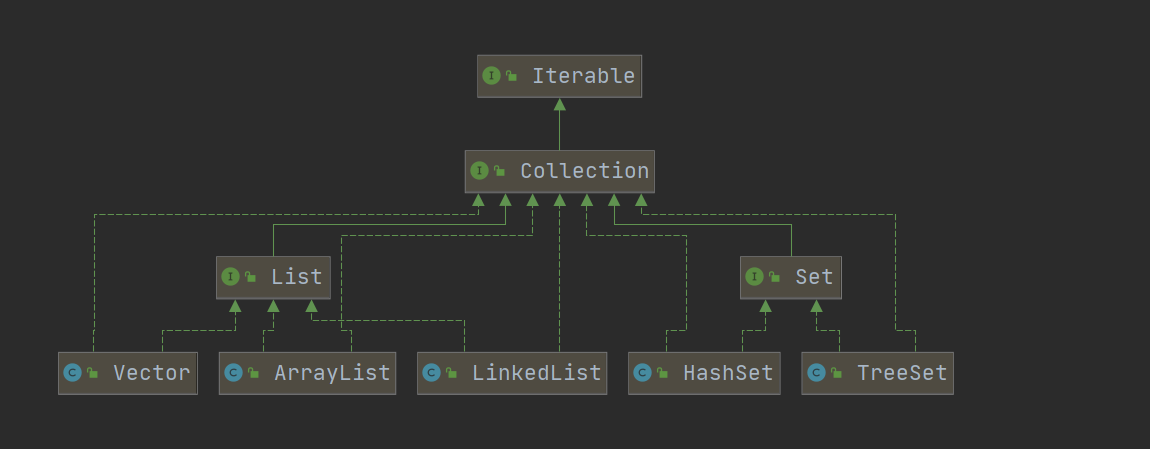 I Iterable
I Collection
I List
I Set
C Vector
C ArrayList
C LinkedList
C HashSet
C TreeSet